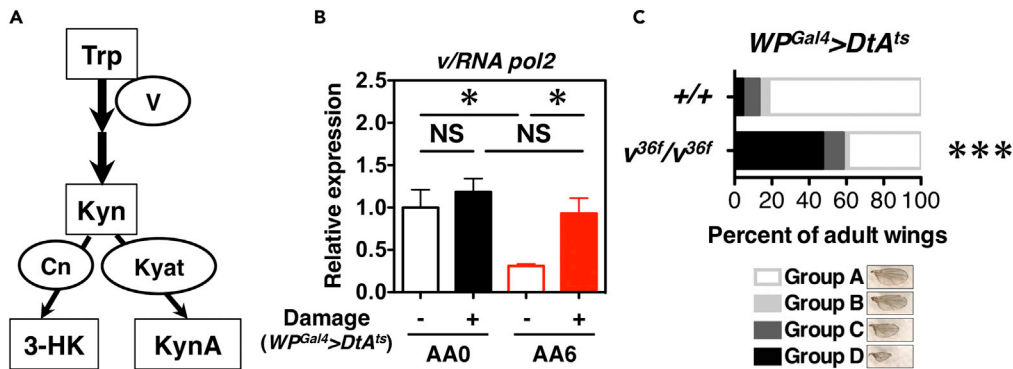 A
Trp
V
Kyn
Cn
Kyat
3-HK
KynA
B
v/RNA pol2
Relative expression
2.5
2.0
1.5
1.0
0.5
0.0
*
*
NS
NS
Damage - + - +
(WPGal4>DtAts)
AA0 AA6
C
WPGal4>DtAts
+/+
v36f/v36f
***
0 20 40 60 80 100
Percent of adult wings
Group A
Group B
Group C
Group D